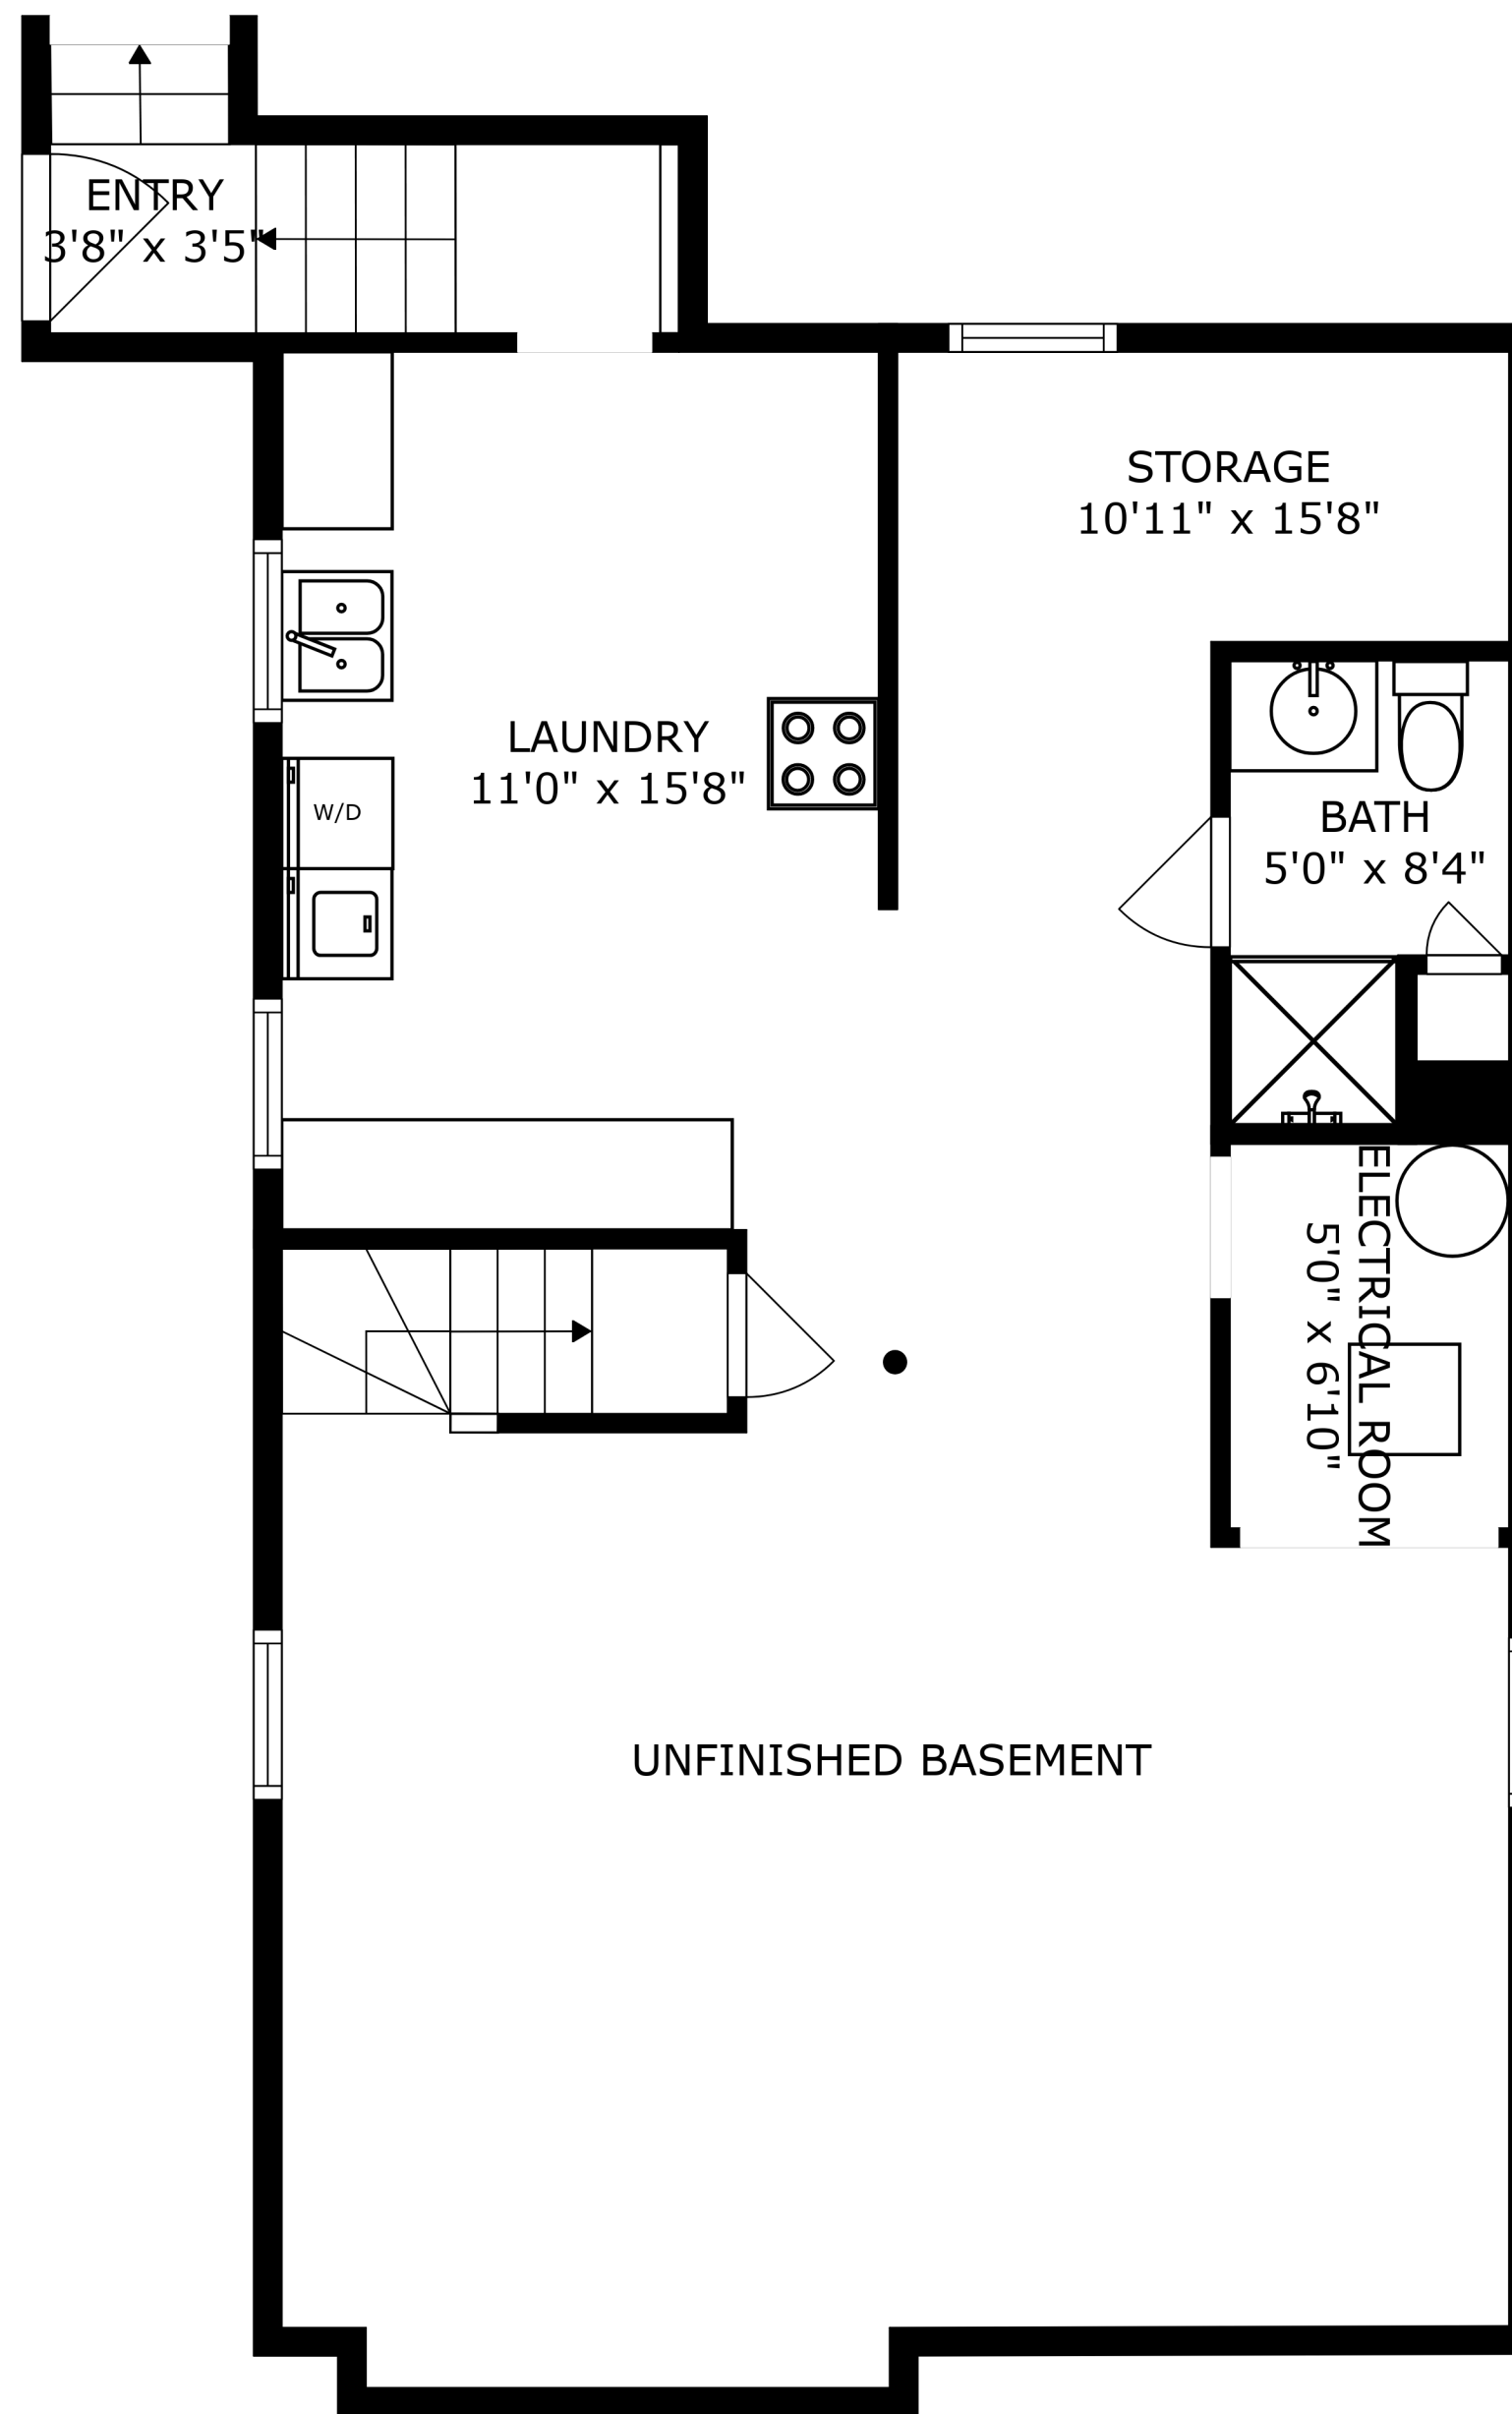 ENTRY
3'8" x 3'5"
STORAGE
10'11" x 15'8"
LAUNDRY
11'0" x 15'8"
W/D
BATH
5'0" x 8'4"
ELECTRICAL ROOM
5'0" x 6'10"
UNFINISHED BASEMENT